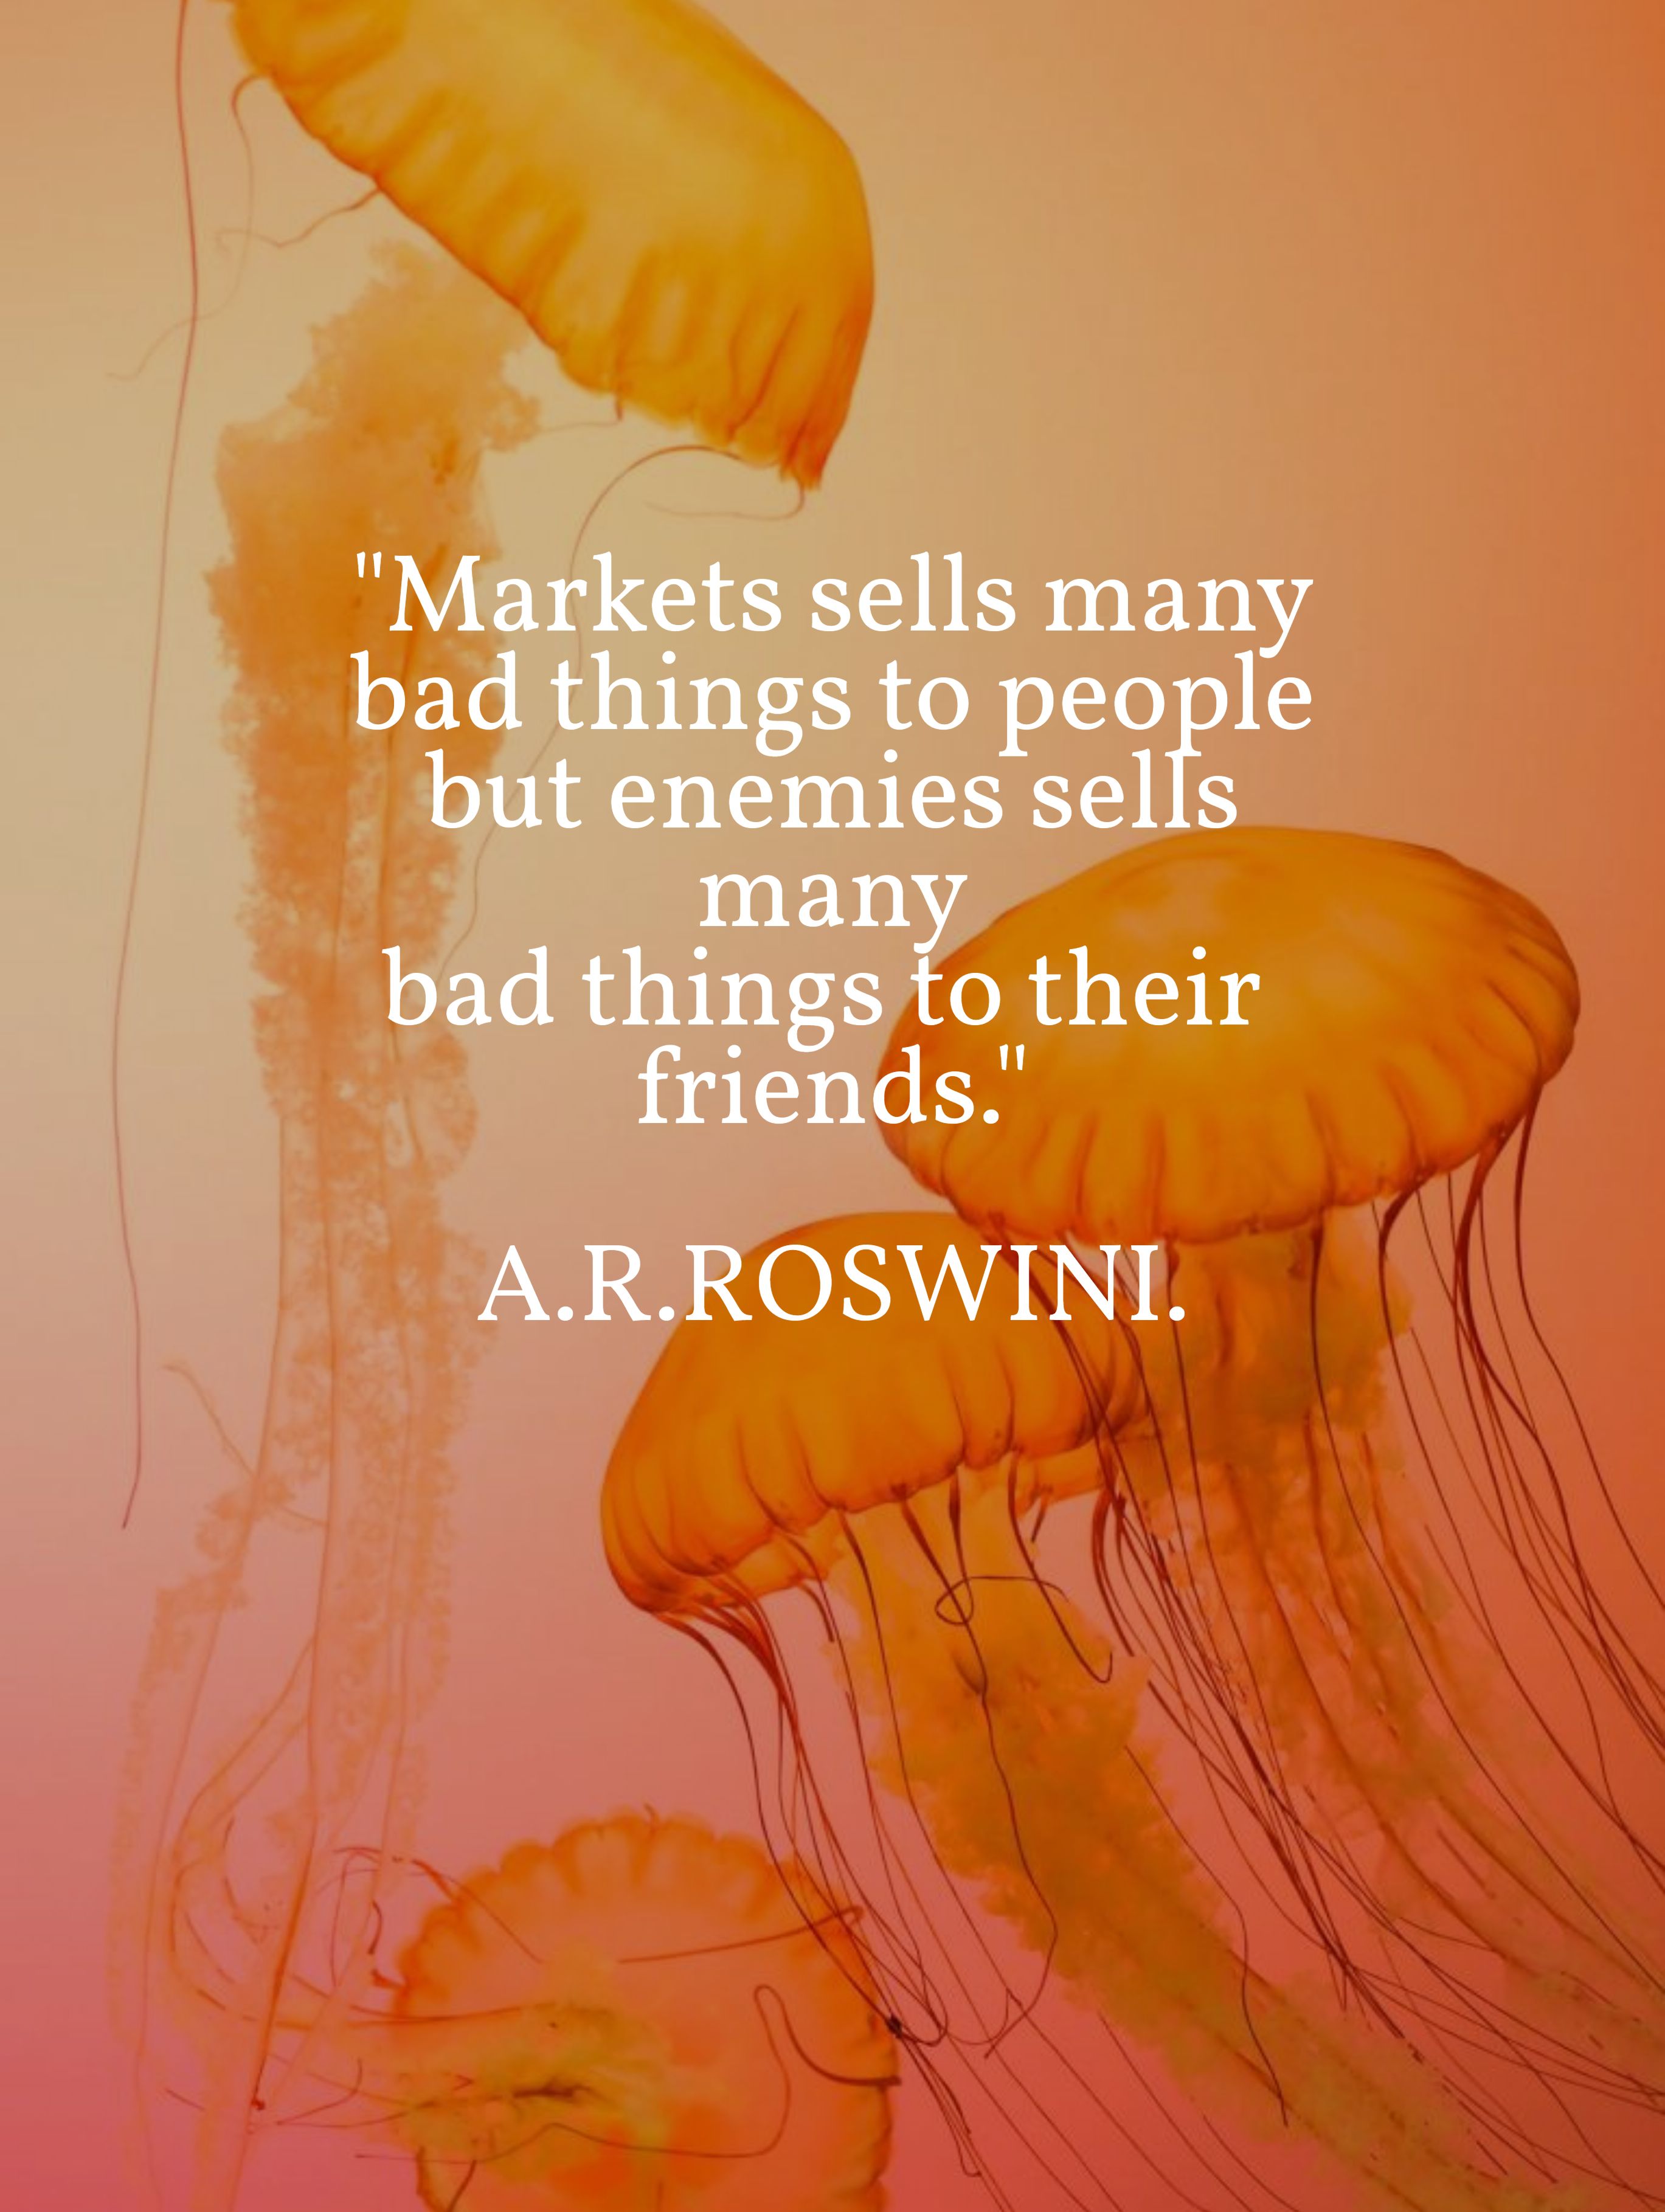 "Markets sells many
bad things to people
but enemies sells
many
bad things to their
friends."
A.R.ROSWINI.